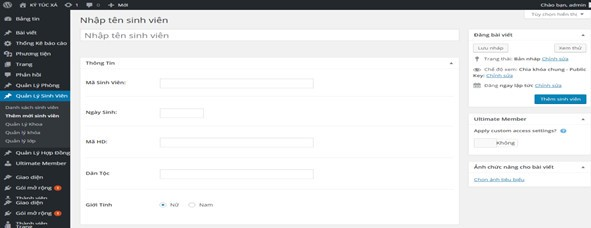 KÝ TÚC XÁ 1 0 Mới
Chào bạn, admin
Tùy chọn hiển thị
Bảng tin
Bài viết
Thống Kê báo cáo
Phương tiện
Trang
Phản hồi
Quản Lý Phòng
Quản Lý Sinh Viên
Danh sách sinh viên
Thêm mới sinh viên
Quản Lý Khoa
Quản lý khóa
Quản lý lớp
Quản Lý Hợp Đồng
Ultimate Member
Giao diện
Gói mở rộng
Thành viên
Giao diện
Gói mở rộng
Thành viên
Trang
Nhập tên sinh viên
Nhập tên sinh viên
Thông Tin
Mã Sinh Viên:
Ngày Sinh:
Mã HD:
Dân Tộc
Giới Tính
Nữ Nam
Đăng bài viết
Lưu nháp Xem thử
Trạng thái: Bản nháp Chỉnh sửa
Chế độ xem: Chìa khóa chung - Public
Key: Chỉnh sửa
Đăng ngay lập tức Chỉnh sửa
Thêm sinh viên
Ultimate Member
Apply custom access settings?
Không
Ảnh chức năng cho bài viết
Chọn ảnh tiêu biểu